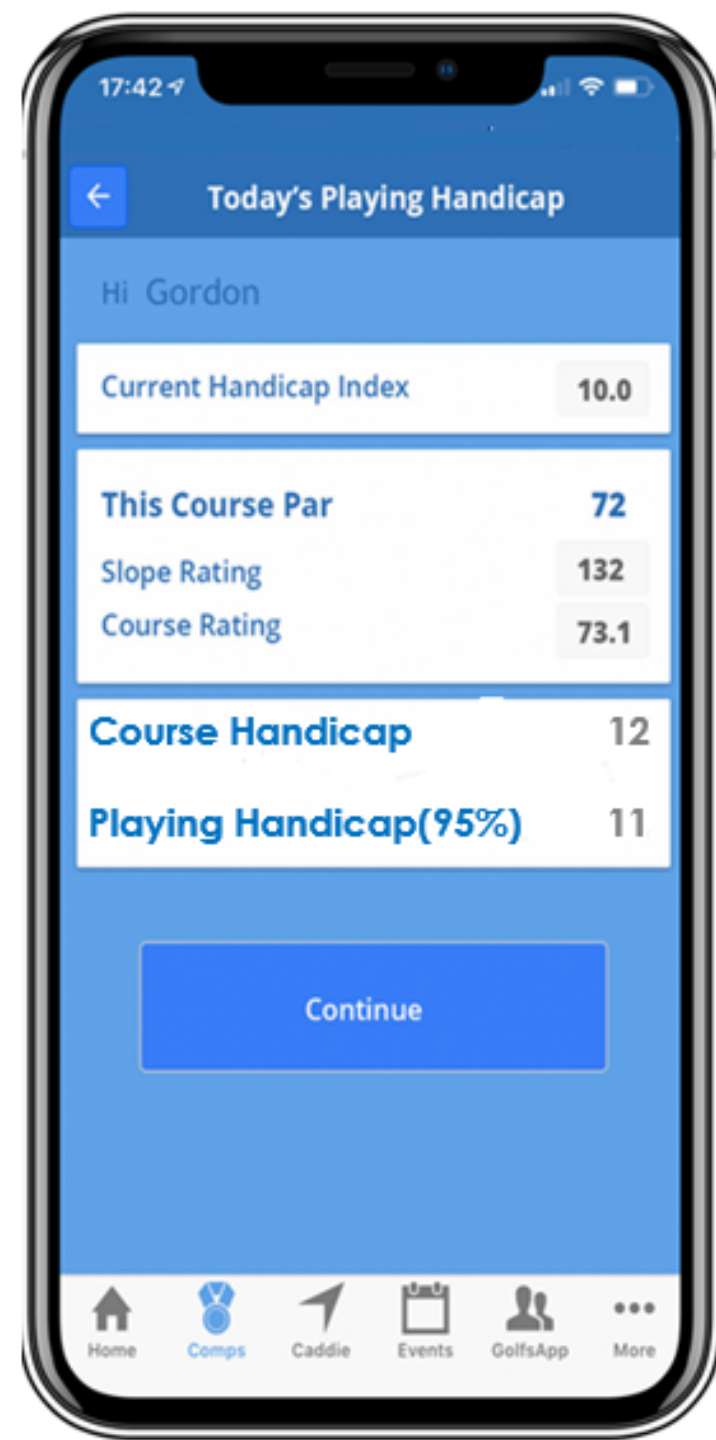 17:42
Today's Playing Handicap
Hi Gordon
Current Handicap Index 10.0
This Course Par 72
Slope Rating 132
Course Rating 73.1
Course Handicap 12
Playing Handicap(95%) 11
Continue
Home Comps Caddie Events GolfsApp More